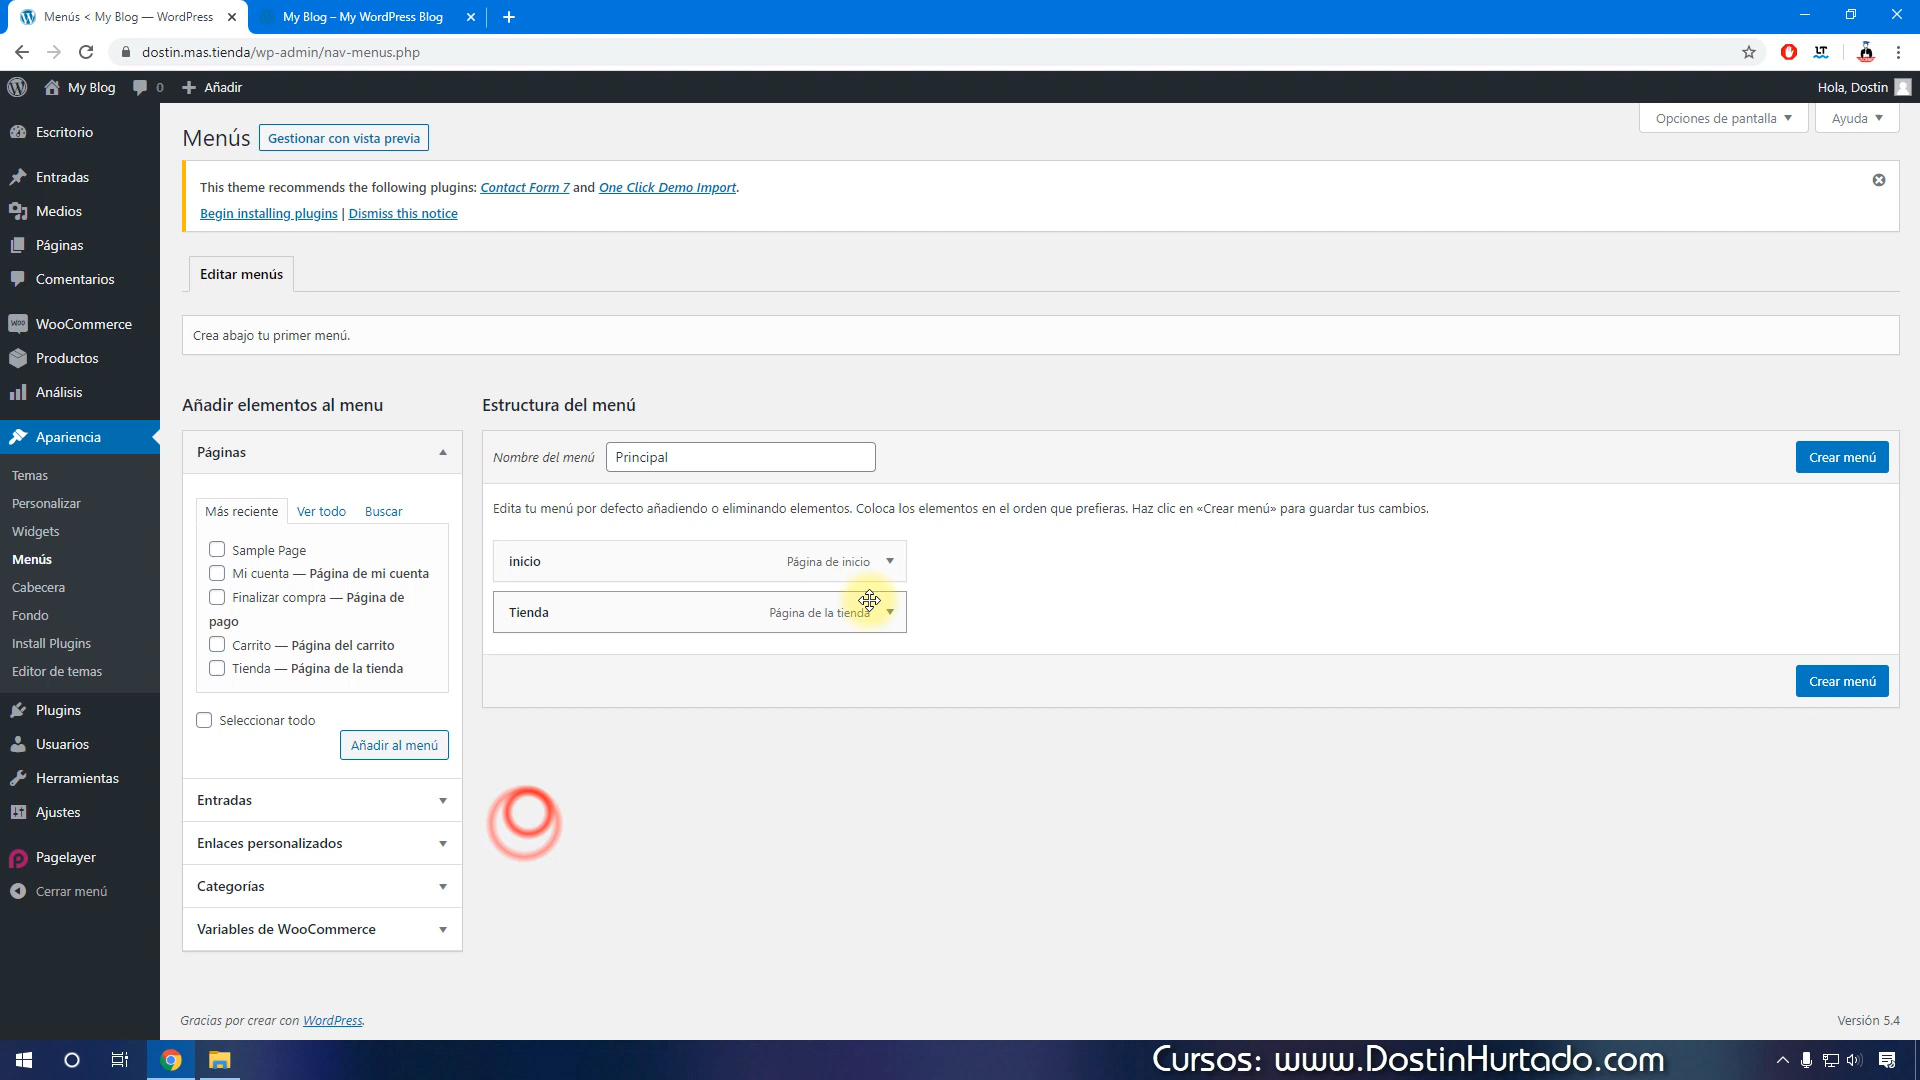 Menús < My Blog — WordPress
My Blog – My WordPress Blog
dostin.mas.tienda/wp-admin/nav-menus.php
My Blog
0
Añadir
Hola, Dostin
Escritorio
Entradas
Medios
Páginas
Comentarios
WooCommerce
Productos
Análisis
Apariencia
Temas
Personalizar
Widgets
Menús
Cabecera
Fondo
Install Plugins
Editor de temas
Plugins
Usuarios
Herramientas
Ajustes
Pagelayer
Cerrar menú
Opciones de pantalla
Ayuda
Menús
Gestionar con vista previa
This theme recommends the following plugins: Contact Form 7 and One Click Demo Import.
Begin installing plugins | Dismiss this notice
Editar menús
Crea abajo tu primer menú.
Añadir elementos al menu
Páginas
Más reciente
Ver todo
Buscar
Sample Page
Mi cuenta — Página de mi cuenta
Finalizar compra — Página de
pago
Carrito — Página del carrito
Tienda — Página de la tienda
Seleccionar todo
Añadir al menú
Entradas
Enlaces personalizados
Categorías
Variables de WooCommerce
Estructura del menú
Nombre del menú
Principal
Crear menú
Edita tu menú por defecto añadiendo o eliminando elementos. Coloca los elementos en el orden que prefieras. Haz clic en «Crear menú» para guardar tus cambios.
inicio
Página de inicio
Tienda
Página de la tienda
Crear menú
Gracias por crear con WordPress.
Versión 5.4
Cursos: www.DostinHurtado.com